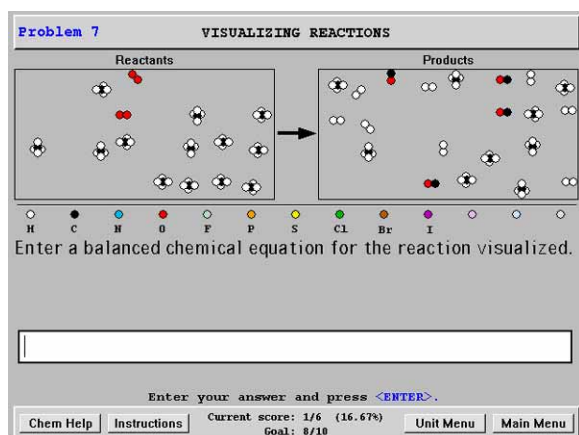 Problem 7
VISUALIZING REACTIONS
Reactants
Products
H C N O F P S Cl Br I
Enter a balanced chemical equation for the reaction visualized.
Enter your answer and press <ENTER>.
Chem Help
Instructions
Current score: 1/6 (16.67%)
Goal: 8/10
Unit Menu
Main Menu